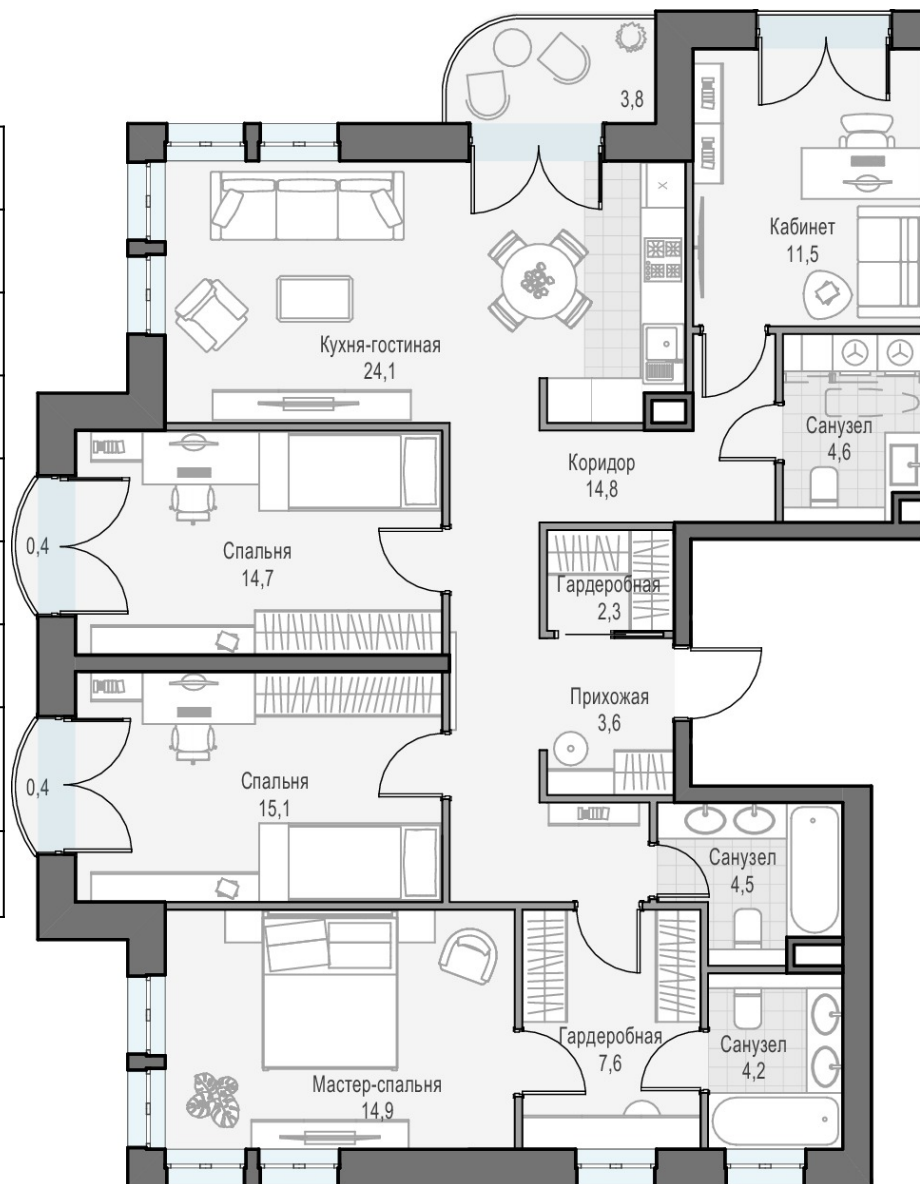 3,8
Кабинет
11,5
Кухня-гостиная
24,1
Санузел
4,6
Коридор
14,8
0,4
Спальня
14,7
Гардеробная
2,3
Прихожая
3,6
0,4
Спальня
15,1
Санузел
4,5
Гардеробная
7,6
Санузел
4,2
Мастер-спальня
14,9